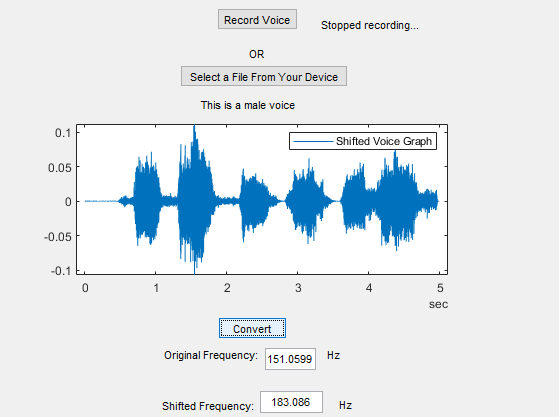 Record Voice
Stopped recording...
OR
Select a File From Your Device
This is a male voice
Shifted Voice Graph
0.1
0.05
0
-0.05
-0.1
0 1 2 3 4 5
sec
Convert
Original Frequency: 151.0599 Hz
Shifted Frequency: 183.086 Hz